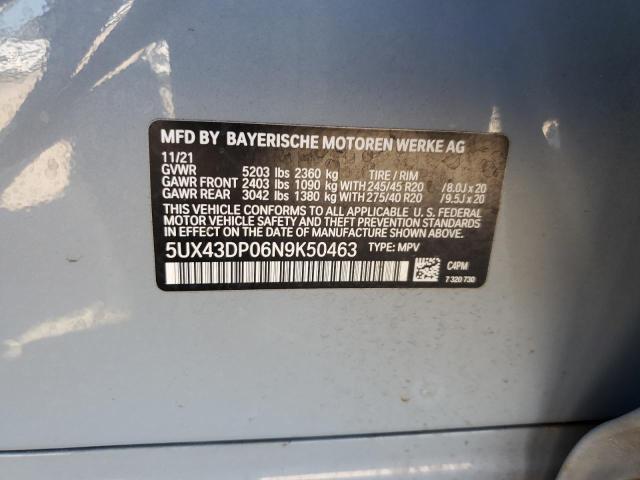 MFD BY BAYERISCHE MOTOREN WERKE AG
11/21
GVWR 5203 lbs 2360 kg TIRE / RIM
GAWR FRONT 2403 lbs 1090 kg WITH 245/45 R20 /8.0J x 20
GAWR REAR 3042 lbs 1380 kg WITH 275/40 R20 /9.5J x 20
THIS VEHICLE CONFORMS TO ALL APPLICABLE U. S. FEDERAL
MOTOR VEHICLE SAFETY AND THEFT PREVENTION STANDARDS
IN EFFECT ON THE DATE OF MANUFACTURE SHOWN ABOVE.
5UX43DP06N9K50463 TYPE: MPV
C4PM
7 320 730